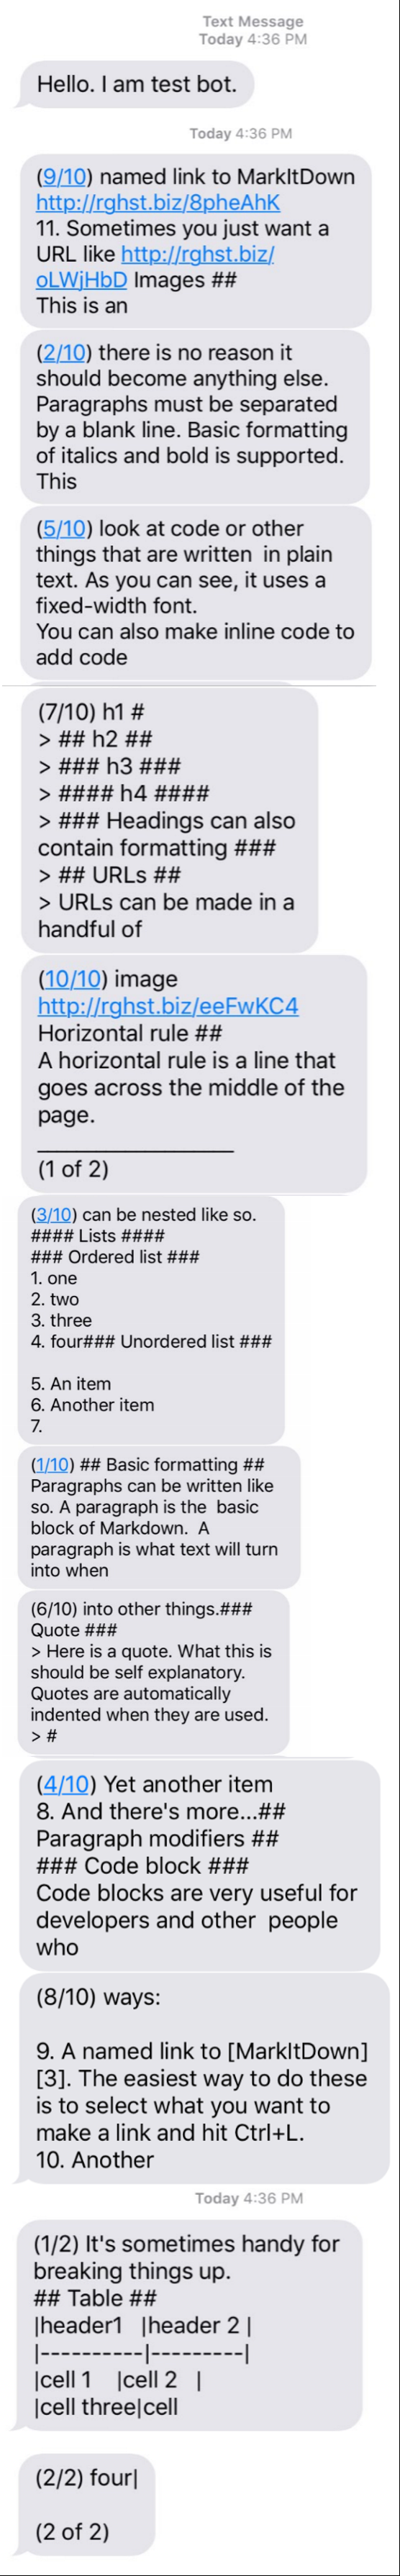 Text Message
Today 4:36 PM
Hello. I am test bot.
Today 4:36 PM
(9/10) named link to MarkItDown
http://rghst.biz/8pheAhK
11. Sometimes you just want a
URL like http://rghst.biz/
oLWjHbD Images ##
This is an
(2/10) there is no reason it
should become anything else.
Paragraphs must be separated
by a blank line. Basic formatting
of italics and bold is supported.
This
(5/10) look at code or other
things that are written  in plain
text. As you can see, it uses a
fixed-width font.
You can also make inline code to
add code
(7/10) h1 #
> ## h2 ##
> ### h3 ###
> #### h4 ####
> ### Headings can also
contain formatting ###
> ## URLs ##
> URLs can be made in a
handful of
(10/10) image
http://rghst.biz/eeFwKC4
Horizontal rule ##
A horizontal rule is a line that
goes across the middle of the
page.
___________________
(1 of 2)
(3/10) can be nested like so.
#### Lists ####
### Ordered list ###
1. one
2. two
3. three
4. four### Unordered list ###
5. An item
6. Another item
7.
(1/10) ## Basic formatting ##
Paragraphs can be written like
so. A paragraph is the  basic
block of Markdown.  A
paragraph is what text will turn
into when
(6/10) into other things.###
Quote ###
> Here is a quote. What this is
should be self explanatory.
Quotes are automatically
indented when they are used.
> #
(4/10) Yet another item
8. And there's more...##
Paragraph modifiers ##
### Code block ###
Code blocks are very useful for
developers and other  people
who
(8/10) ways:
9. A named link to [MarkItDown]
[3]. The easiest way to do these
is to select what you want to
make a link and hit Ctrl+L.
10. Another
Today 4:36 PM
(1/2) It's sometimes handy for
breaking things up.
## Table ##
|header1   |header 2 |
|----------|---------|
|cell 1    |cell 2   |
|cell three|cell
(2/2) four|
(2 of 2)